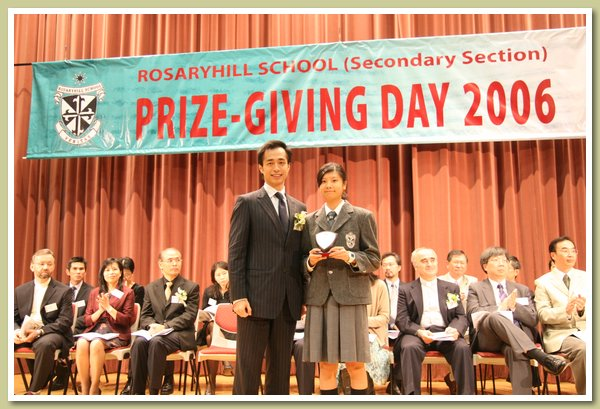 ROSARYHILL SCHOOL (Secondary Section)
PRIZE-GIVING DAY 2006